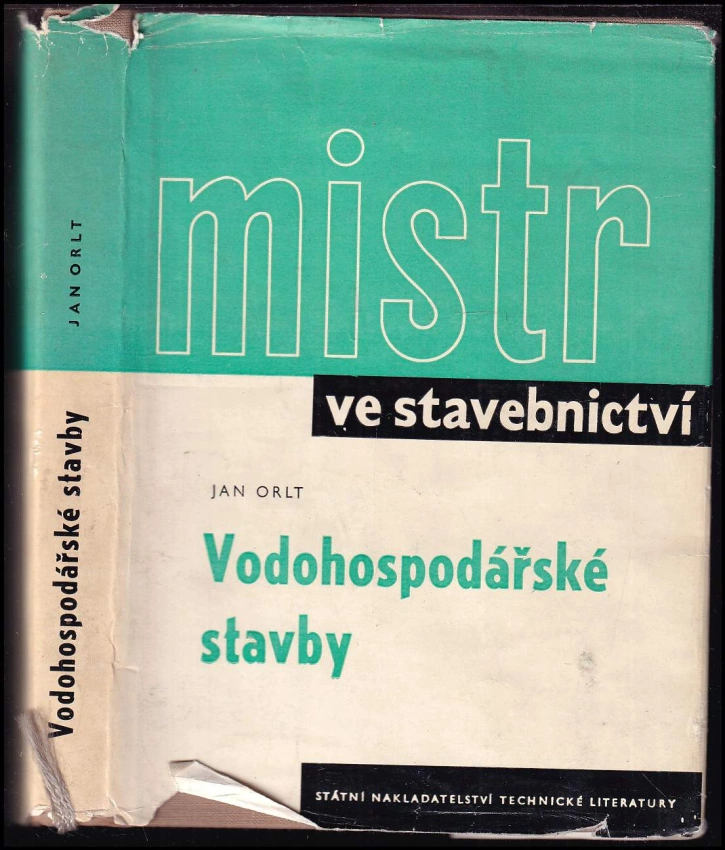 JAN ORLT
Vodohospodářské stavby
mistr
ve stavebnictví
JAN ORLT
Vodohospodářské
stavby
STÁTNÍ NAKLADATELSTVÍ TECHNICKÉ LITERATURY